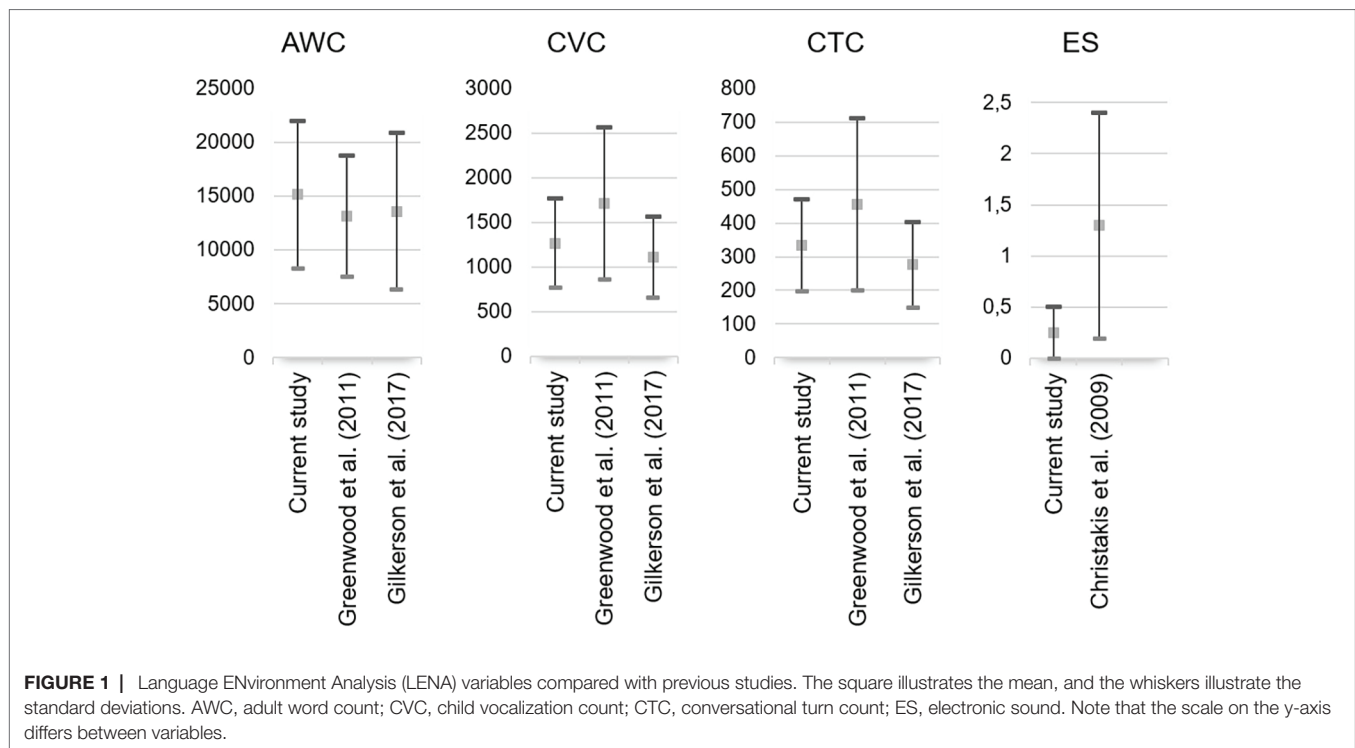 AWC
25000
20000
15000
10000
5000
0
Current study
Greenwood et al. (2011)
Gilkerson et al. (2017)
CVC
3000
2500
2000
1500
1000
500
0
Current study
Greenwood et al. (2011)
Gilkerson et al. (2017)
CTC
800
700
600
500
400
300
200
100
0
Current study
Greenwood et al. (2011)
Gilkerson et al. (2017)
ES
2,5
2
1,5
1
0,5
0
Current study
Christakis et al. (2009)
FIGURE 1 | Language ENvironment Analysis (LENA) variables compared with previous studies. The square illustrates the mean, and the whiskers illustrate the
standard deviations. AWC, adult word count; CVC, child vocalization count; CTC, conversational turn count; ES, electronic sound. Note that the scale on the y-axis
differs between variables.